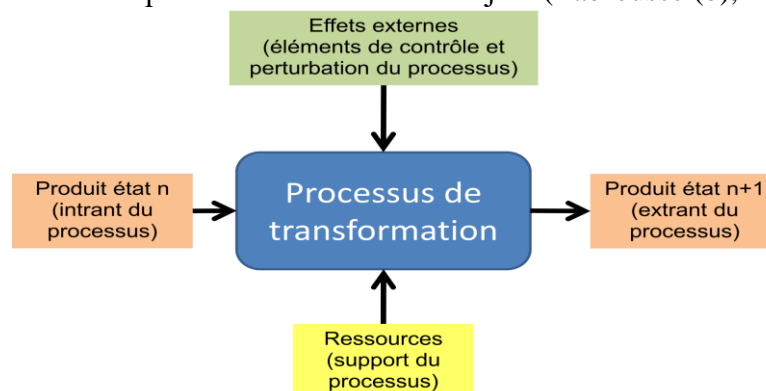 Effets externes
(éléments de contrôle et
perturbation du processus)
Produit état n
(intrant du
processus)
Processus de
transformation
Produit état n+1
(extrant du
processus)
Ressources
(support du
processus)